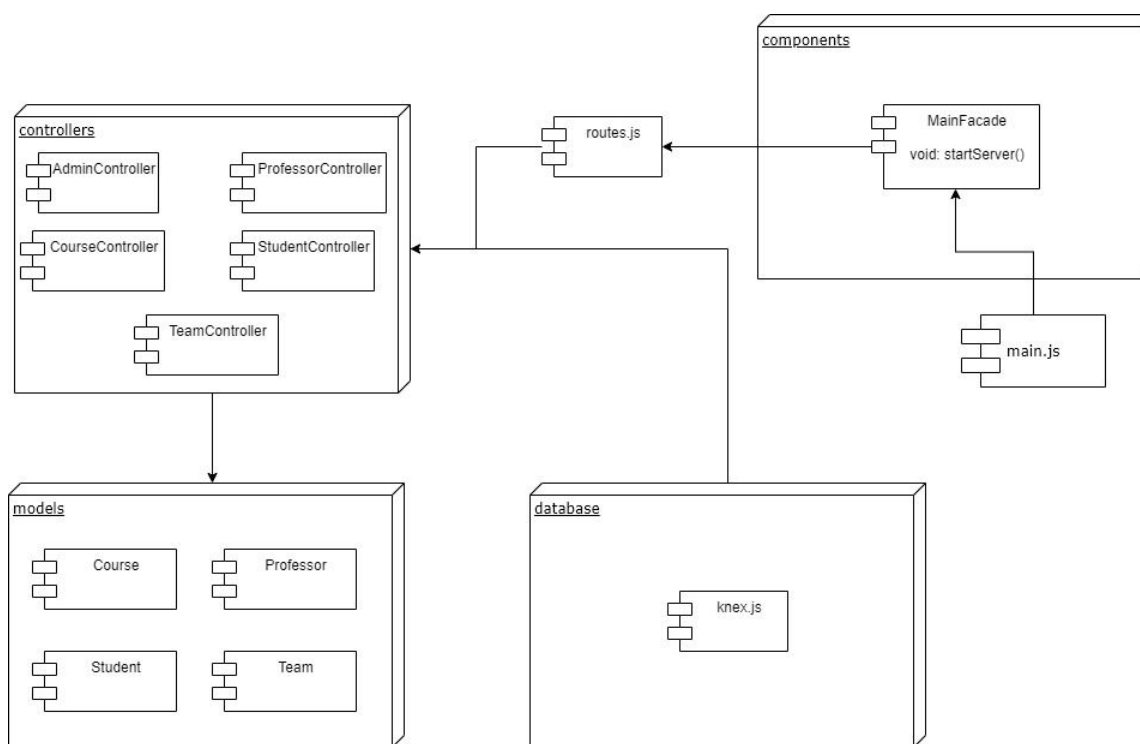 components
MainFacade
void: startServer()
routes.js
controllers
AdminController
ProfessorController
CourseController
StudentController
TeamController
main.js
models
Course
Professor
Student
Team
database
knex.js